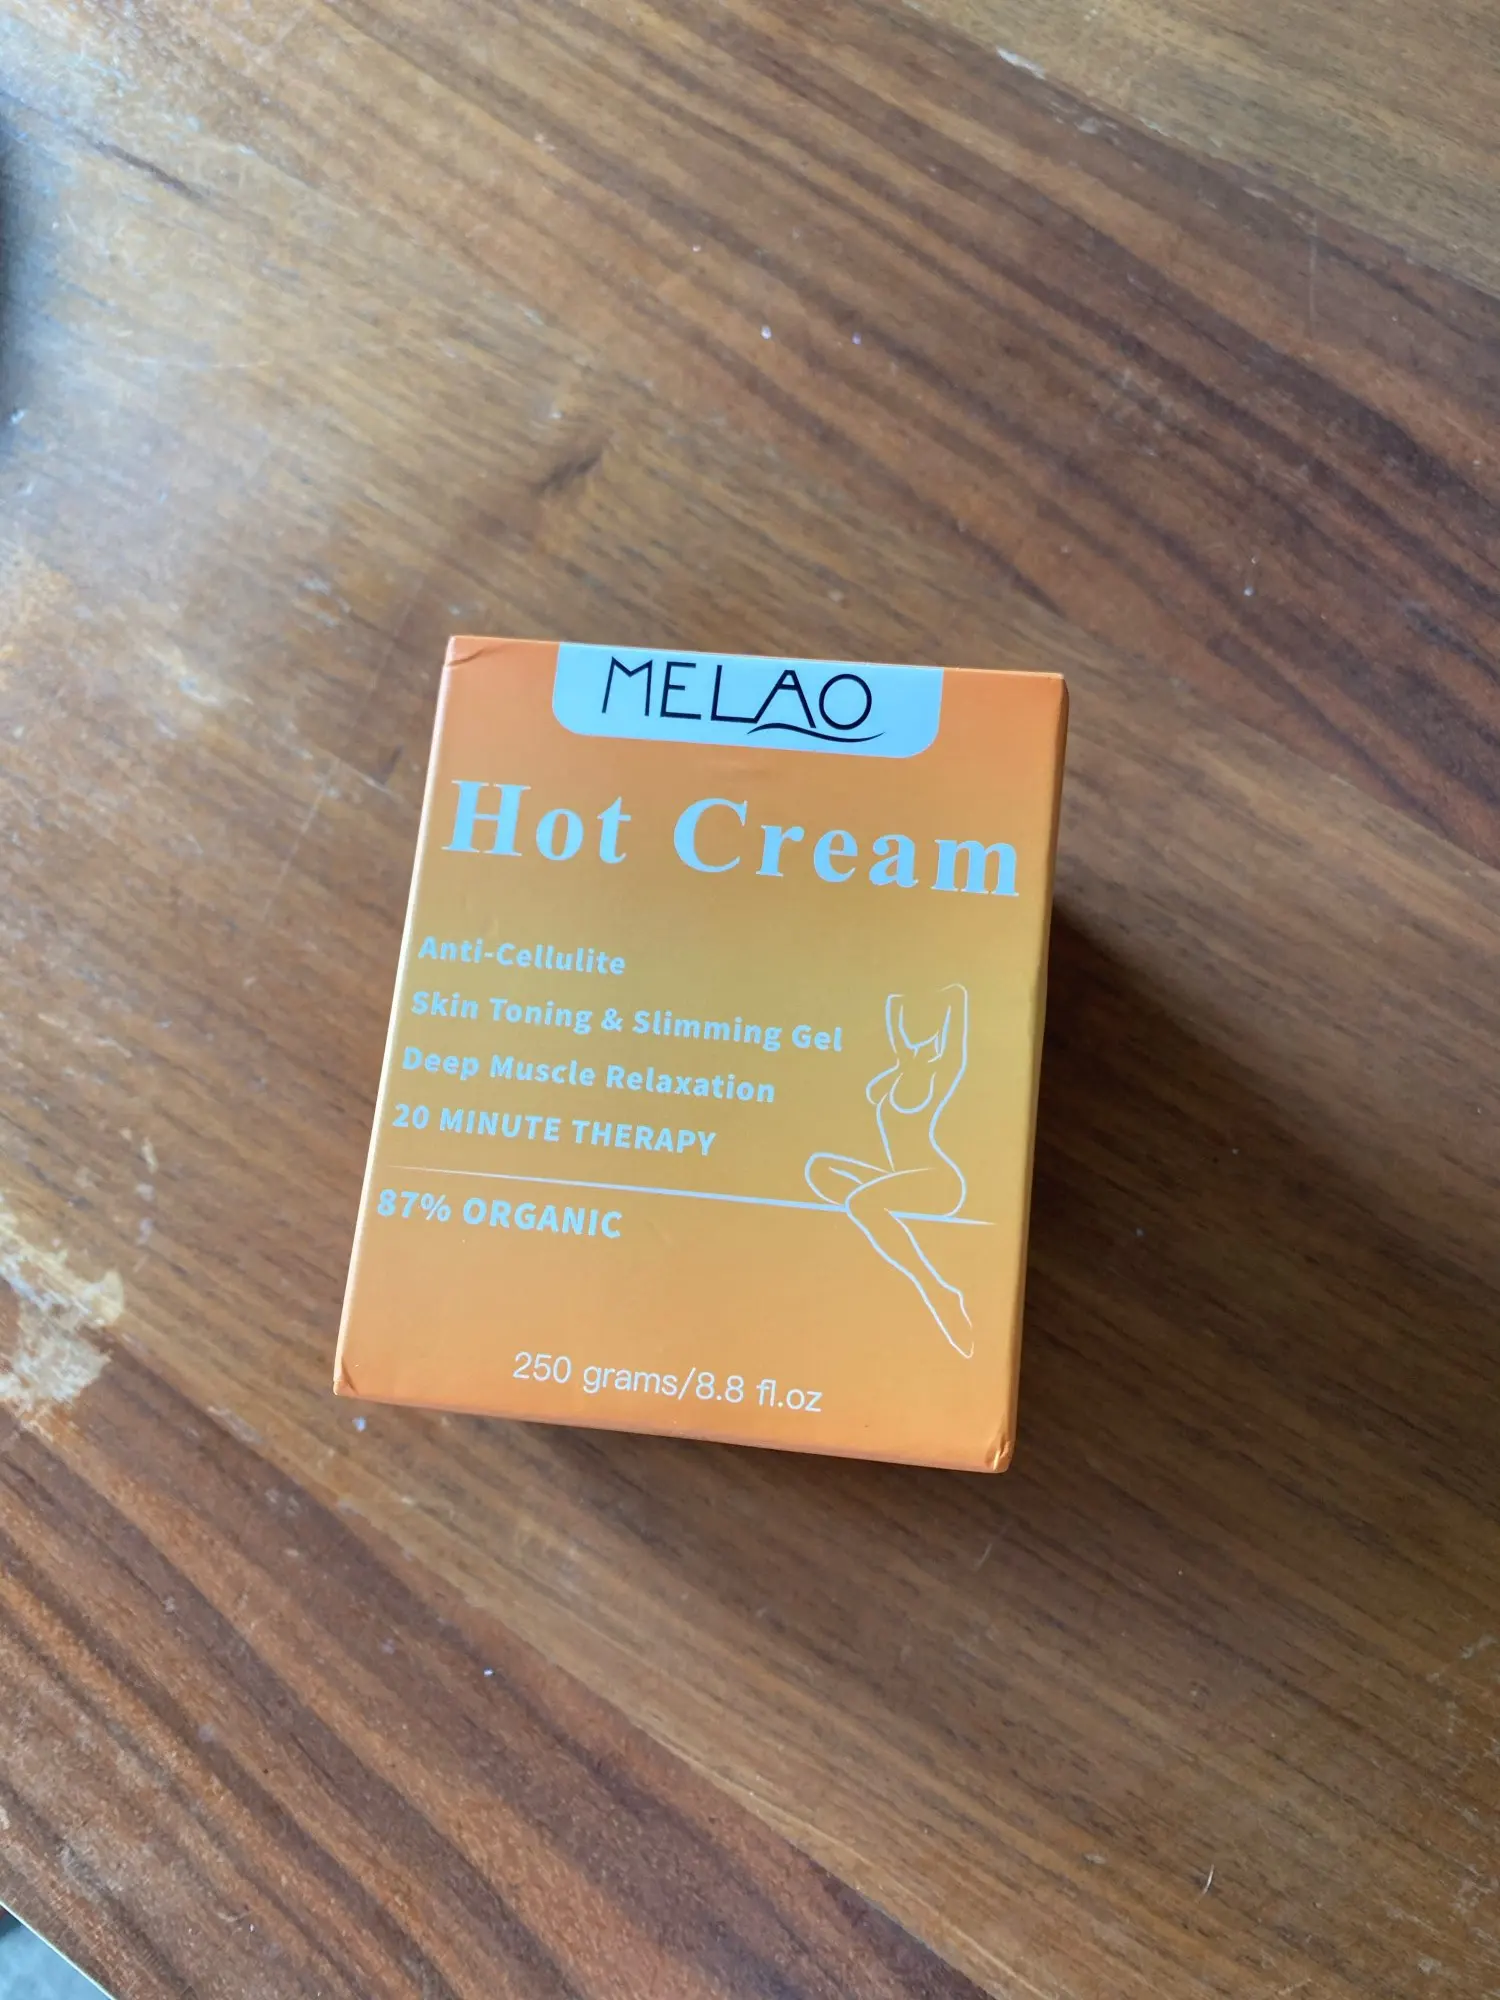 MELAO
Hot Cream
Anti-Cellulite
Skin Toning & Slimming Gel
Deep Muscle Relaxation
20 MINUTE THERAPY
87% ORGANIC
250 grams/8.8 fl.oz